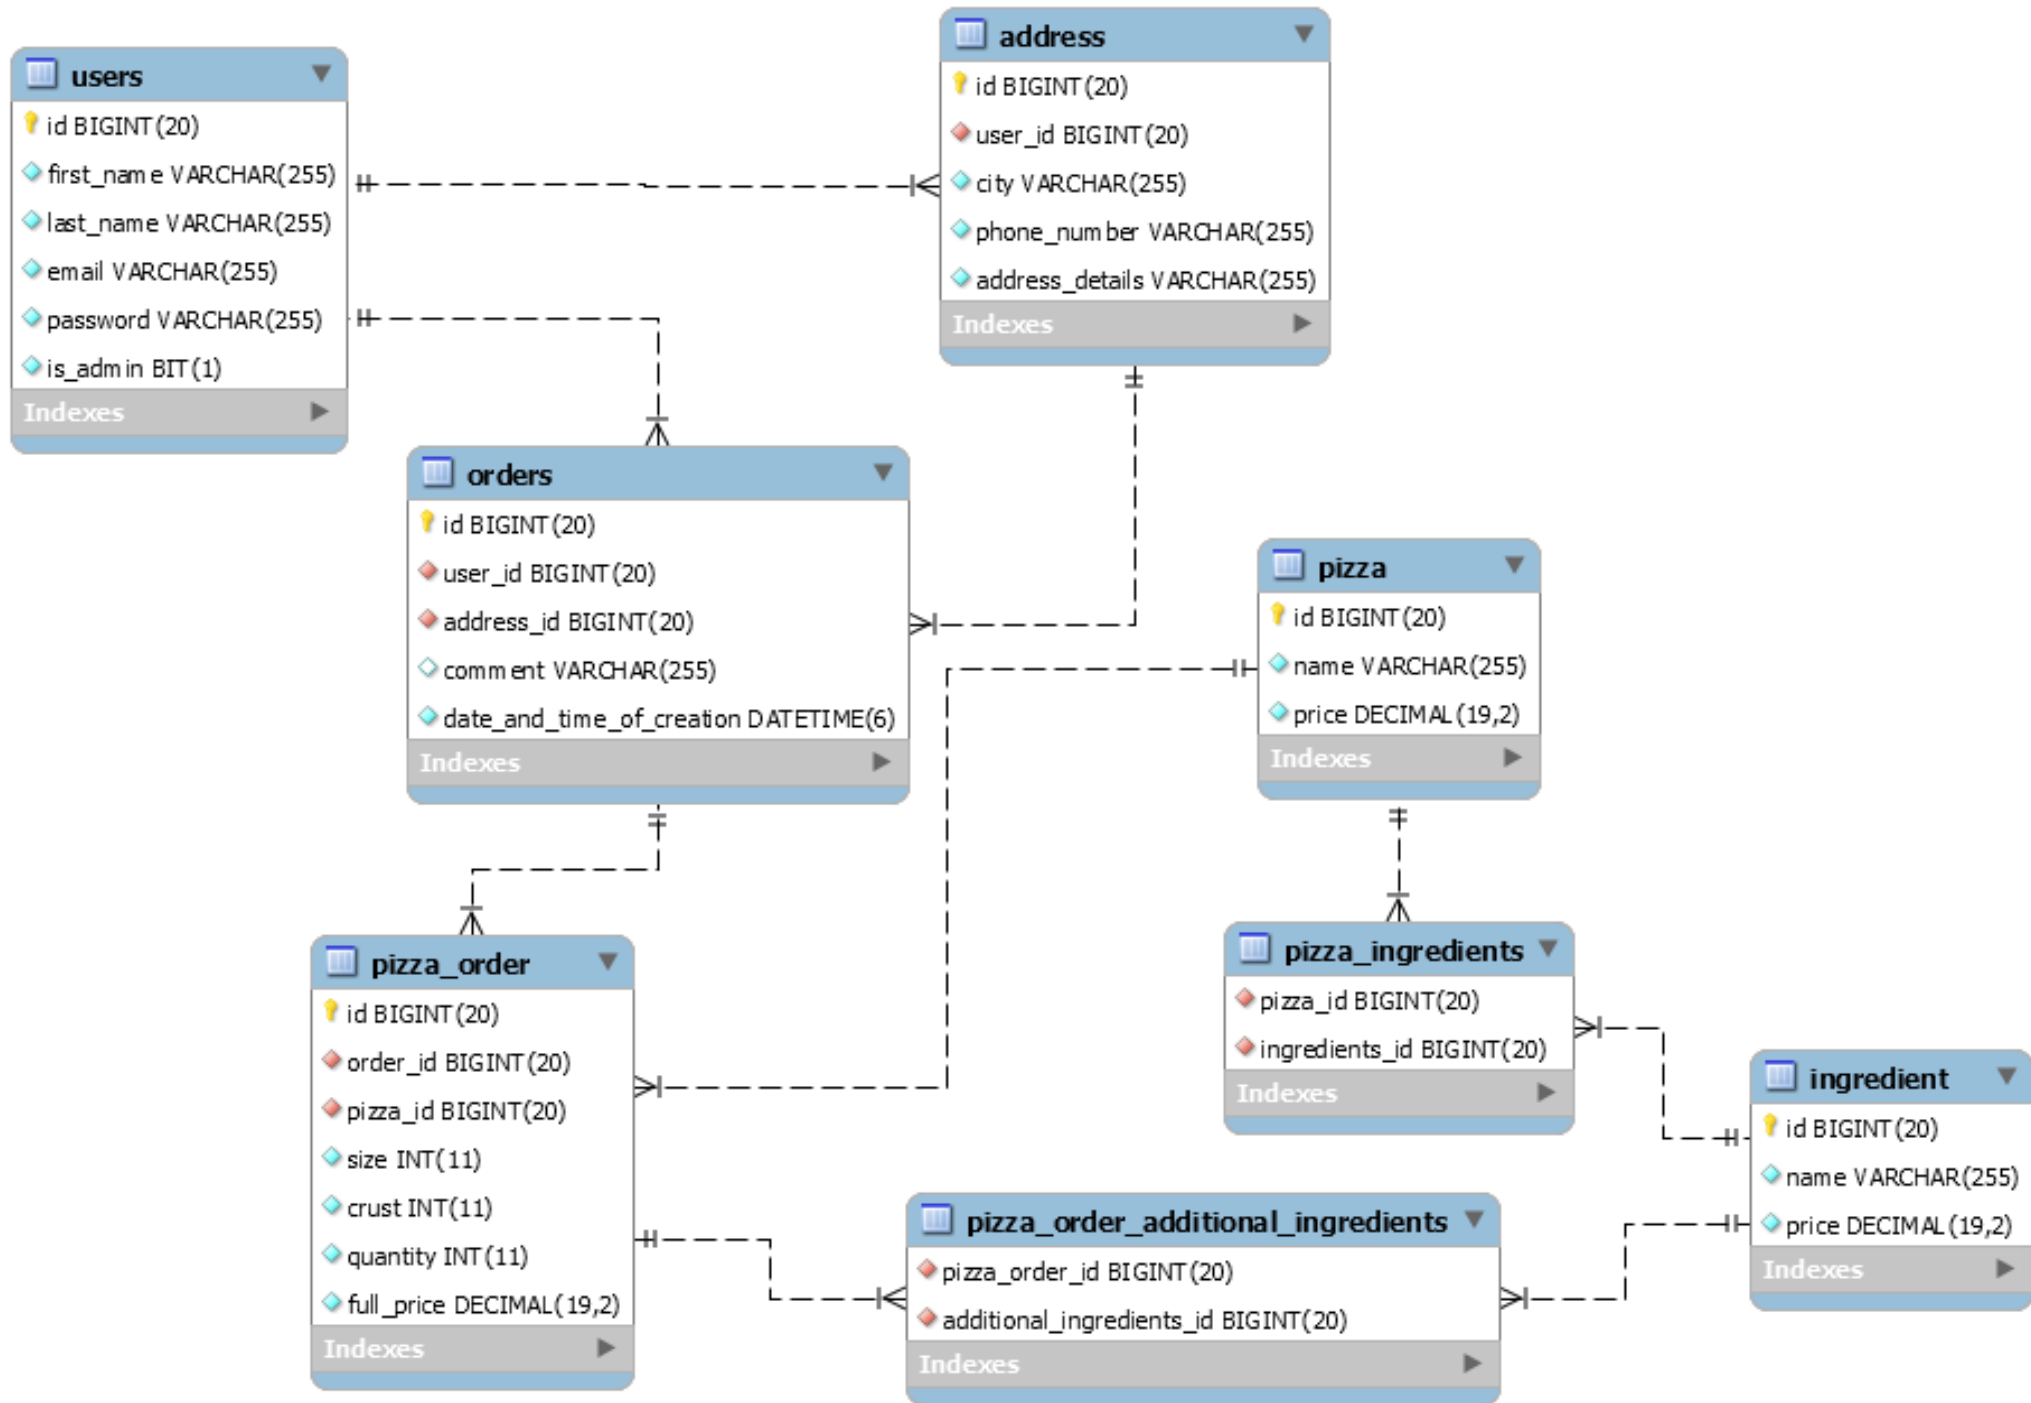 users
id BIGINT(20)
first_name VARCHAR(255)
last_name VARCHAR(255)
email VARCHAR(255)
password VARCHAR(255)
is_admin BIT(1)
Indexes
address
id BIGINT(20)
user_id BIGINT(20)
city VARCHAR(255)
phone_number VARCHAR(255)
address_details VARCHAR(255)
Indexes
orders
id BIGINT(20)
user_id BIGINT(20)
address_id BIGINT(20)
comment VARCHAR(255)
date_and_time_of_creation DATETIME(6)
Indexes
pizza
id BIGINT(20)
name VARCHAR(255)
price DECIMAL(19,2)
Indexes
pizza_order
id BIGINT(20)
order_id BIGINT(20)
pizza_id BIGINT(20)
size INT(11)
crust INT(11)
quantity INT(11)
full_price DECIMAL(19,2)
Indexes
pizza_ingredients
pizza_id BIGINT(20)
ingredients_id BIGINT(20)
Indexes
ingredient
id BIGINT(20)
name VARCHAR(255)
price DECIMAL(19,2)
Indexes
pizza_order_additional_ingredients
pizza_order_id BIGINT(20)
additional_ingredients_id BIGINT(20)
Indexes